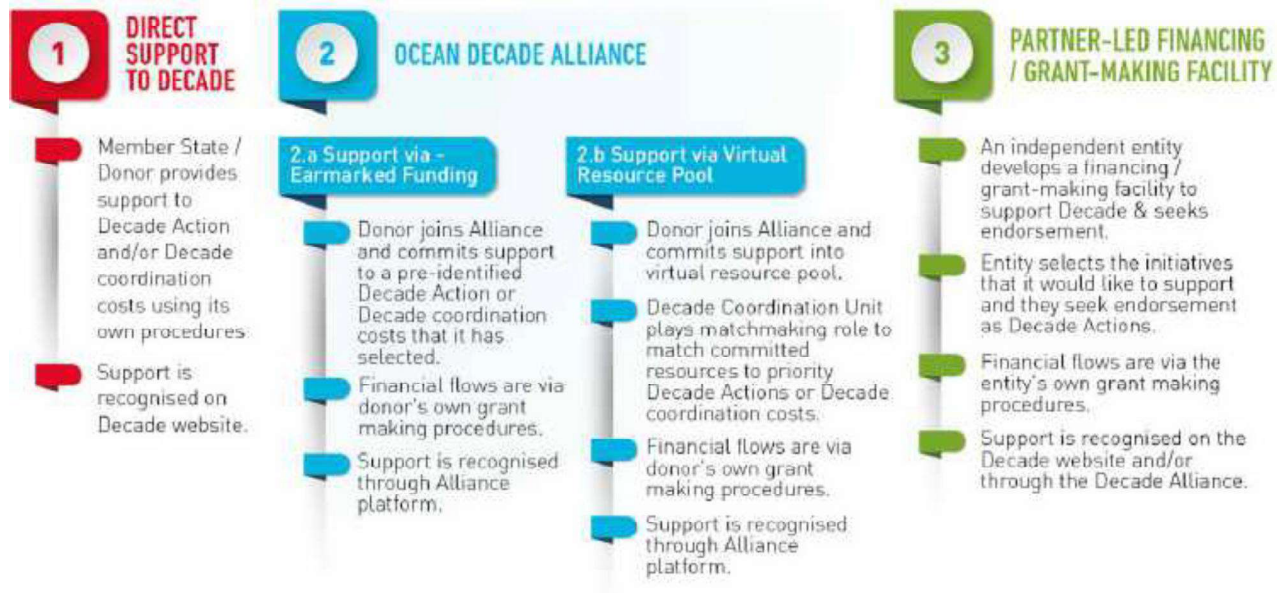 1
DIRECT
SUPPORT
TO DECADE
Member State /
Donor provides
support to
Decade Action
and/or Decade
coordination
costs using its
own procedures
Support is
recognised on
Decade website.
2
OCEAN DECADE ALLIANCE
2.a Support via -
Earmarked Funding
Donor joins Alliance
and commits support
to a pre-identified
Decade Action or
Decade coordination
costs that it has
selected.
Financial flows are via
donor's own grant
making procedures.
Support is recognised
through Alliance
platform.
2.b Support via Virtual
Resource Pool
Donor joins Alliance and
commits support into
virtual resource pool.
Decade Coordination Unit
plays matchmaking role to
match committed
resources to priority
Decade Actions or Decade
coordination costs.
Financial flows are via
donor's own grant
making procedures.
Support is recognised
through Alliance
platform.
3
PARTNER-LED FINANCING
/ GRANT-MAKING FACILITY
An independent entity
develops a financing /
grant-making facility to
support Decade & seeks
endorsement.
Entity selects the initiatives
that it would like to support
and they seek endorsement
as Decade Actions.
Financial flows are via the
entity's own grant making
procedures.
Support is recognised on the
Decade website and/or
through the Decade Alliance.